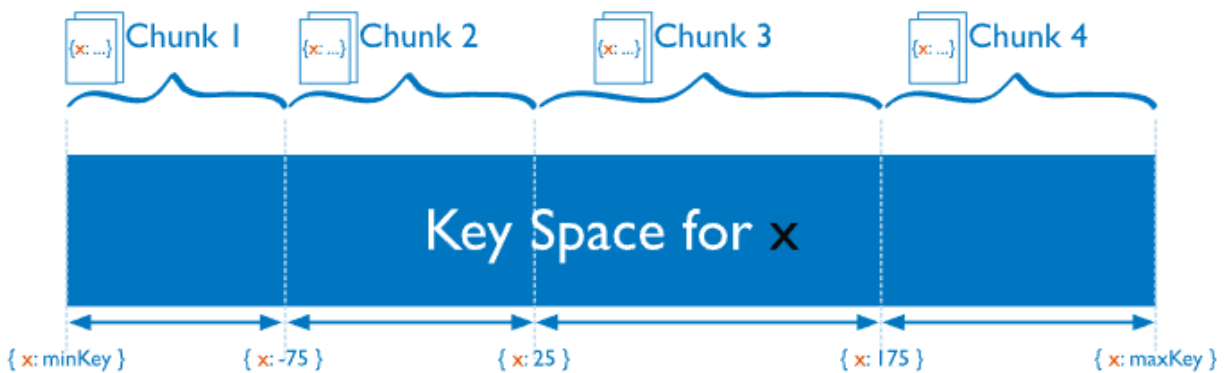 {x: ...} Chunk 1 {x: ...} Chunk 2 {x: ...} Chunk 3 {x: ...} Chunk 4
Key Space for x
{ x: minKey } { x: -75 } { x: 25 } { x: 175 } { x: maxKey }